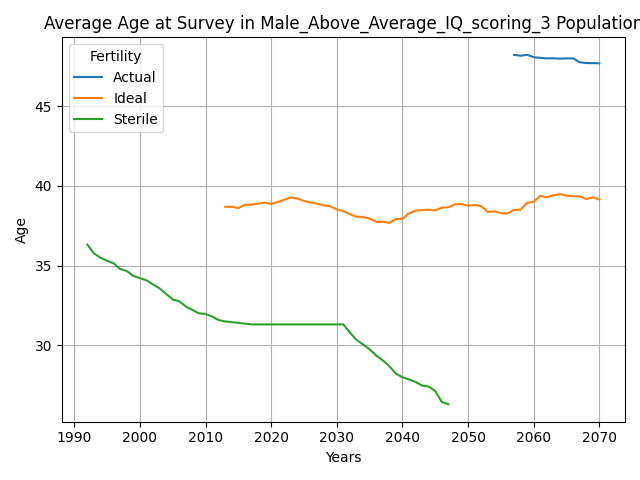 Average Age at Survey in Male_Above_Average_IQ_scoring_3 Population
Fertility
Actual
Ideal
Sterile
Age
45
40
35
30
1990 2000 2010 2020 2030 2040 2050 2060 2070
Years